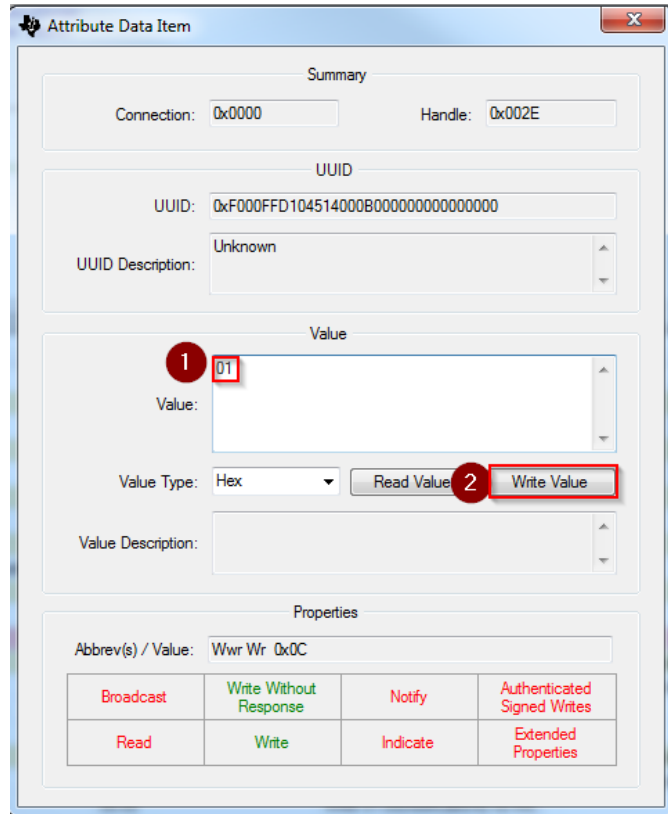 Attribute Data Item
x
Summary
Connection: 0x0000 Handle: 0x002E
UUID
UUID: 0xF000FFD104514000B000000000000000
UUID Description: Unknown
Value
1 01
Value:
Value Type: Hex Read Value 2 Write Value
Value Description:
Properties
Abbrev(s) / Value: Wwr Wr 0x0C
Broadcast
Write Without
Response
Notify
Authenticated
Signed Writes
Read
Write
Indicate
Extended
Properties